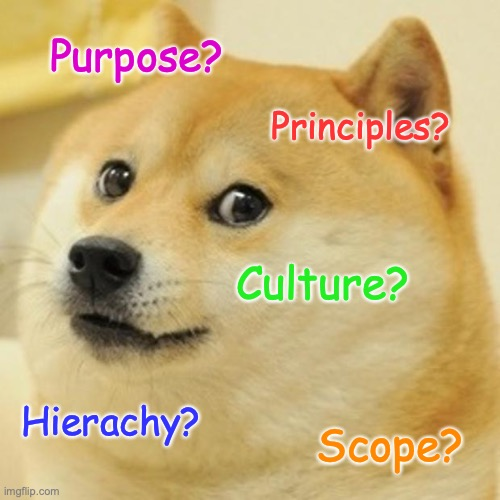 Purpose?
Principles?
Culture?
Hierachy?
Scope?
imgflip.com